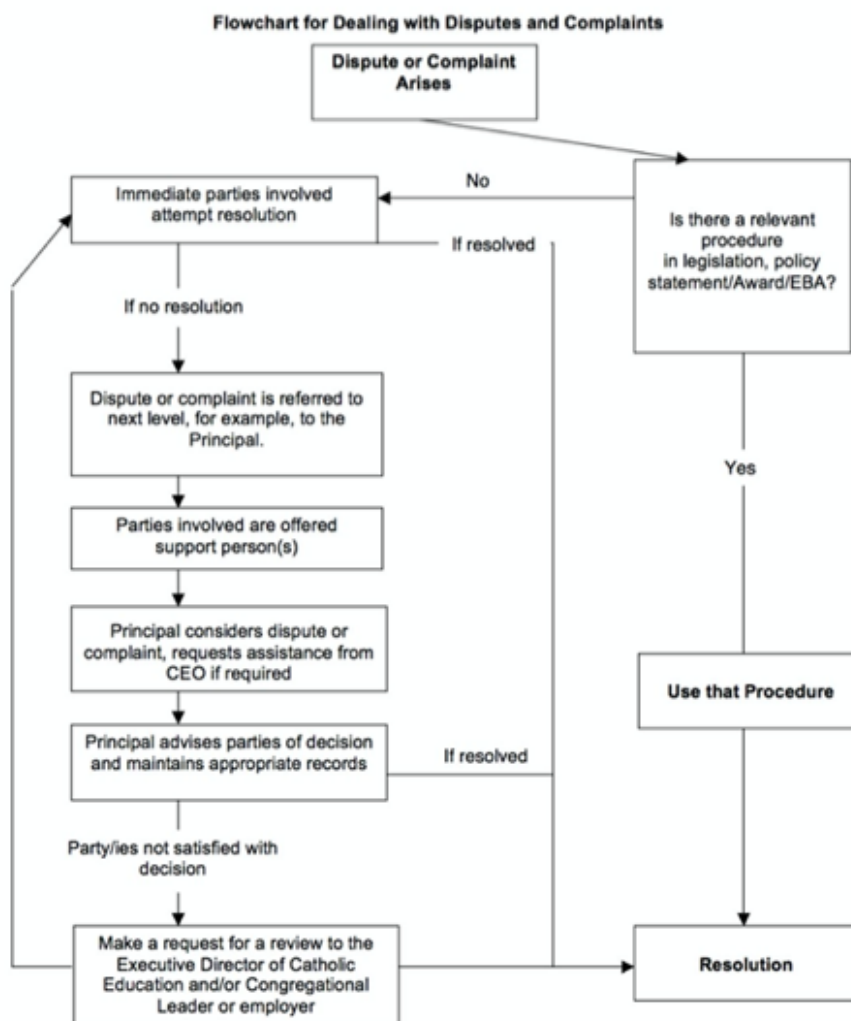 Flowchart for Dealing with Disputes and Complaints
Dispute or Complaint
Arises
No
Immediate parties involved
attempt resolution
Is there a relevant
procedure
in legislation, policy
statement/Award/EBA?
If resolved
If no resolution
Dispute or complaint is referred to
next level, for example, to the
Principal.
Yes
Parties involved are offered
support person(s)
Principal considers dispute or
complaint, requests assistance from
CEO if required
Use that Procedure
Principal advises parties of decision
and maintains appropriate records
If resolved
Party/ies not satisfied with
decision
Make a request for a review to the
Executive Director of Catholic
Education and/or Congregational
Leader or employer
Resolution